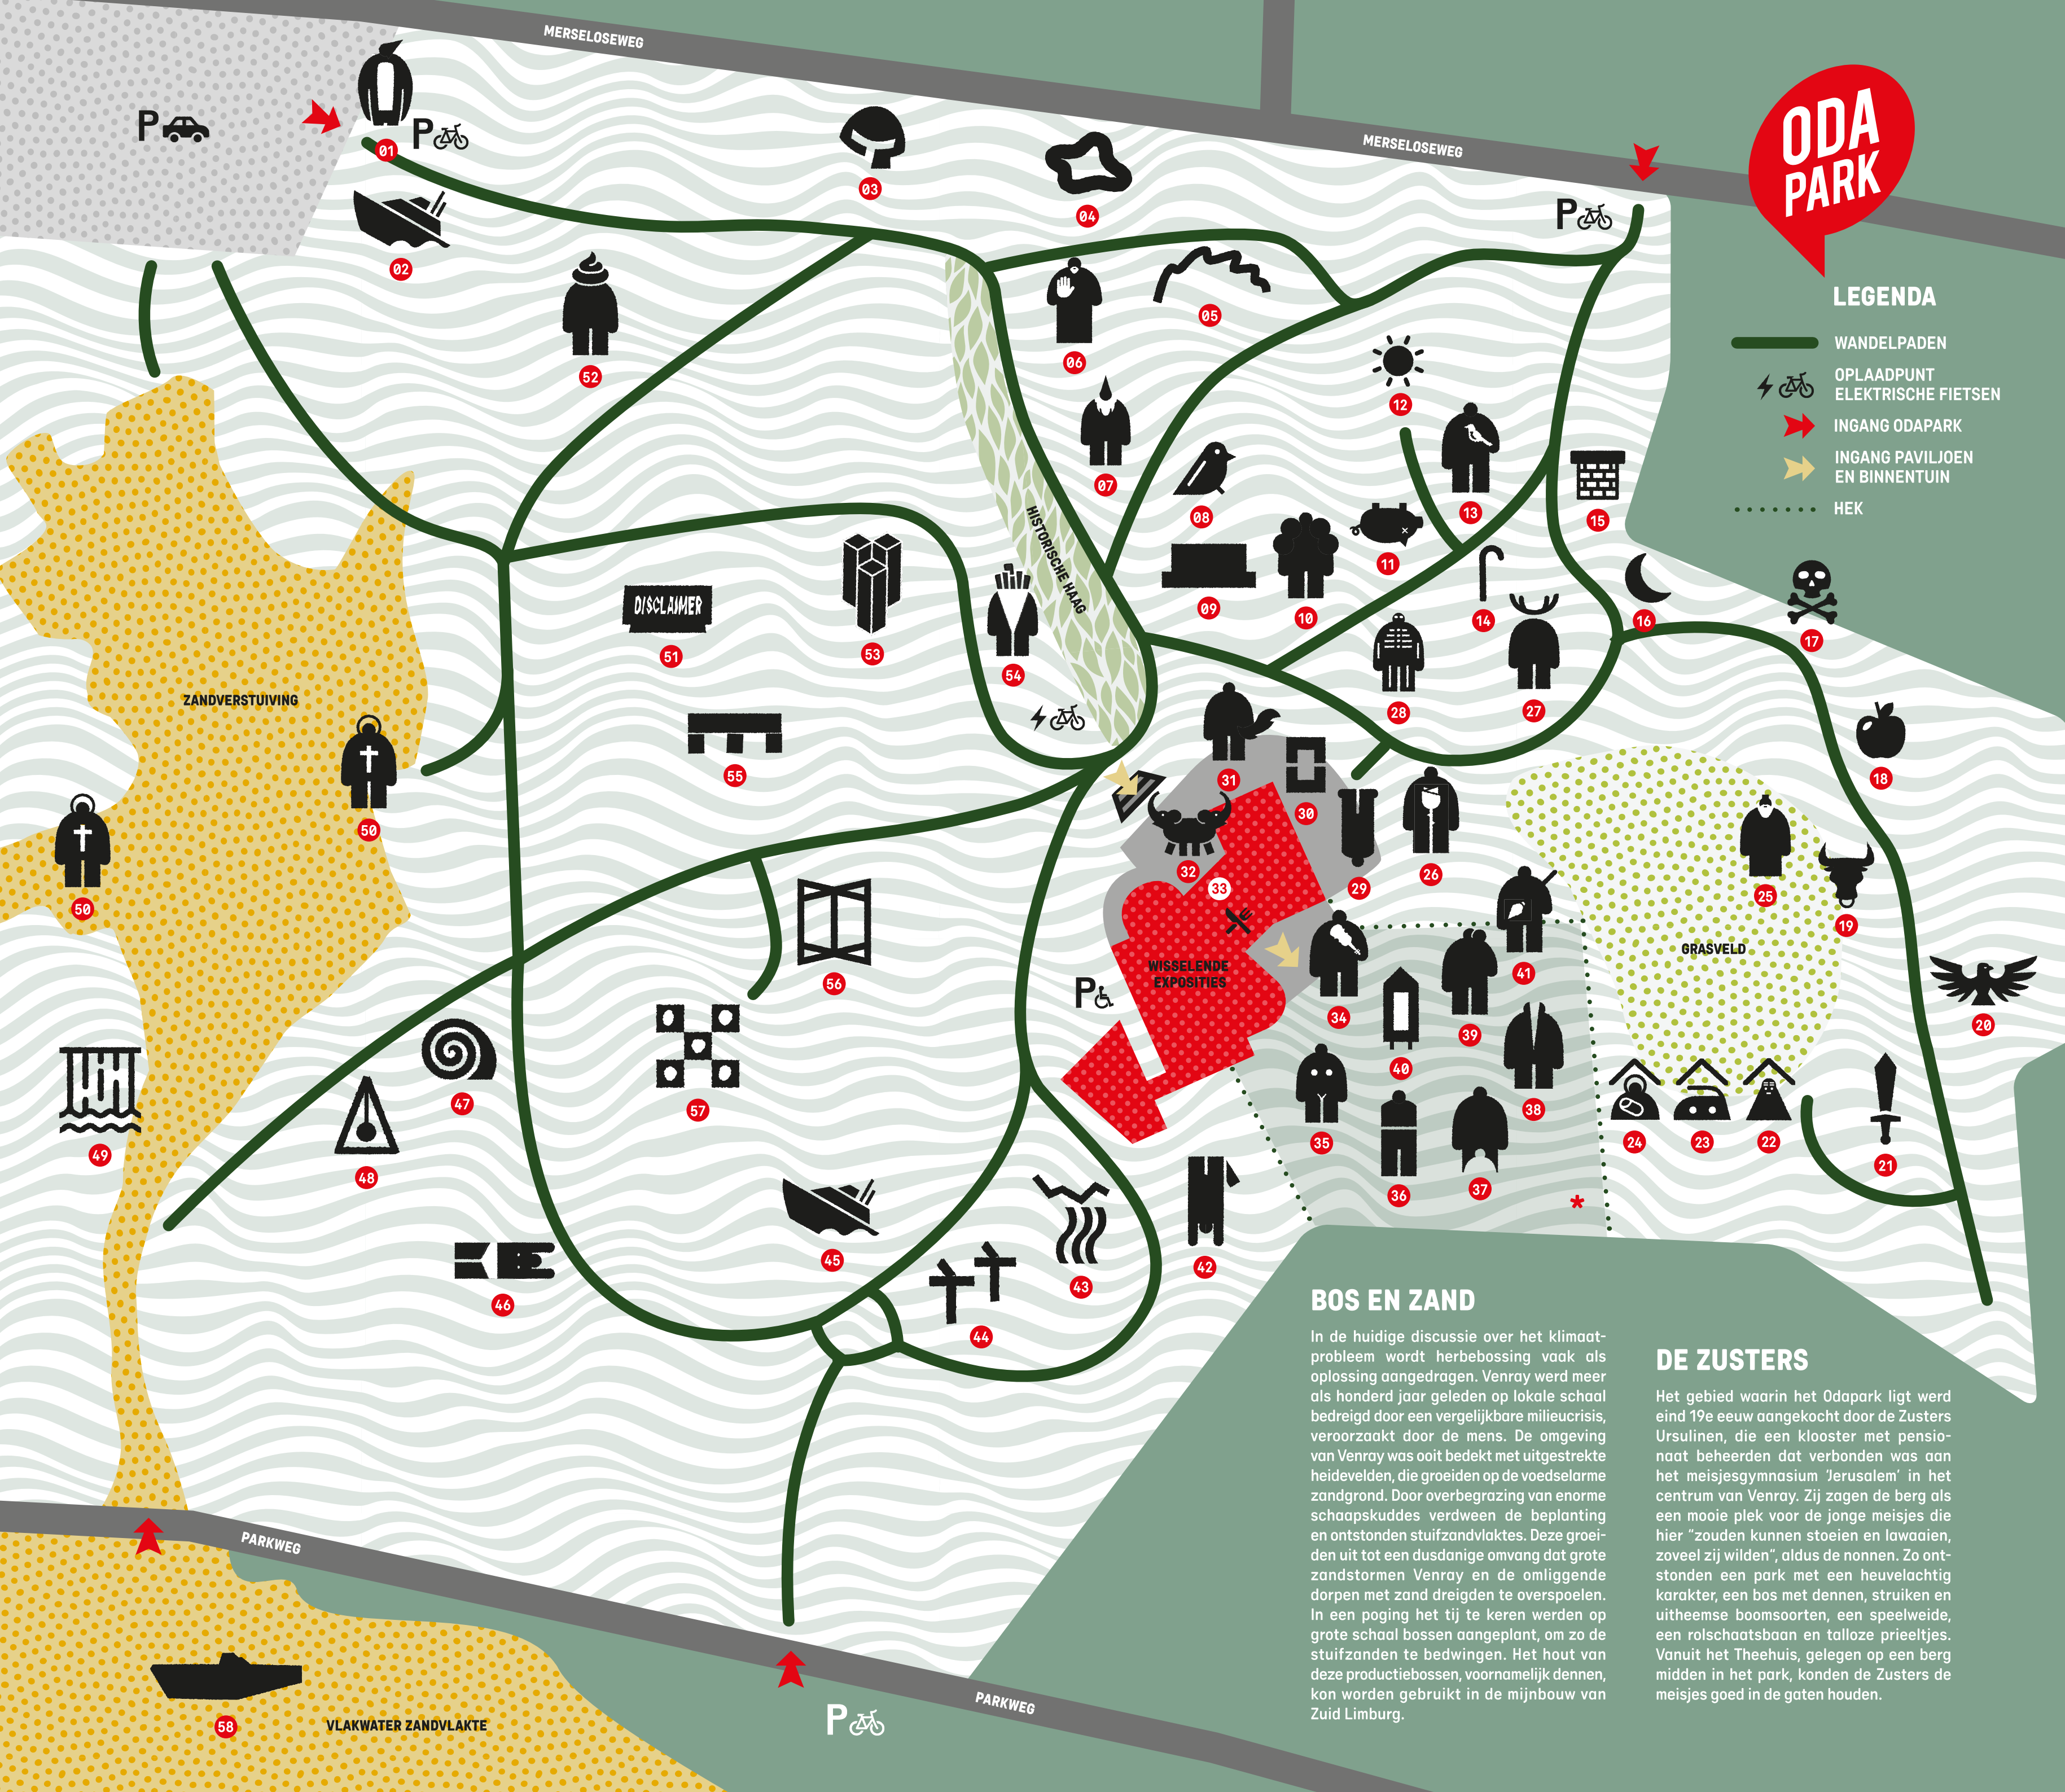 MERSELOSEWEG
MERSELOSEWEG
ODA
PARK
LEGENDA
WANDELPADEN
OPLAADPUNT
ELEKTRISCHE FIETSEN
INGANG ODAPARK
INGANG PAVILJOEN
EN BINNENTUIN
HEK
P
P
P
01
02
03
04
05
06
07
08
09
10
11
12
13
14
15
16
17
18
19
20
21
22
23
24
25
26
27
28
29
30
31
32
33
34
35
36
37
38
39
40
41
42
43
44
45
46
47
48
49
50
50
51
DISCLAIMER
52
53
54
55
56
57
58
HISTORISCHE HAAG
ZANDVERSTUIVING
GRASVELD
WISSELENDE
EXPOSITIES
P
*
PARKWEG
PARKWEG
VLAKWATER ZANDVLAKTE
P
BOS EN ZAND
In de huidige discussie over het klimaat-
probleem wordt herbebossing vaak als
oplossing aangedragen. Venray werd meer
als honderd jaar geleden op lokale schaal
bedreigd door een vergelijkbare milieucrisis,
veroorzaakt door de mens. De omgeving
van Venray was ooit bedekt met uitgestrekte
heidevelden, die groeiden op de voedselarme
zandgrond. Door overbegrazing van enorme
schaapskuddes verdween de beplanting
en ontstonden stuifzandvlaktes. Deze groei-
den uit tot een dusdanige omvang dat grote
zandstormen Venray en de omliggende
dorpen met zand dreigden te overspoelen.
In een poging het tij te keren werden op
grote schaal bossen aangeplant, om zo de
stuifzanden te bedwingen. Het hout van
deze productiebossen, voornamelijk dennen,
kon worden gebruikt in de mijnbouw van
Zuid Limburg.
DE ZUSTERS
Het gebied waarin het Odapark ligt werd
eind 19e eeuw aangekocht door de Zusters
Ursulinen, die een klooster met pensio-
naat beheerden dat verbonden was aan
het meisjesgymnasium ‘Jerusalem’ in het
centrum van Venray. Zij zagen de berg als
een mooie plek voor de jonge meisjes die
hier “zouden kunnen stoeien en lawaaien,
zoveel zij wilden”, aldus de nonnen. Zo ont-
stonden een park met een heuvelachtig
karakter, een bos met dennen, struiken en
uitheemse boomsoorten, een speelweide,
een rolschaatsbaan en talloze prieeltjes.
Vanuit het Theehuis, gelegen op een berg
midden in het park, konden de Zusters de
meisjes goed in de gaten houden.